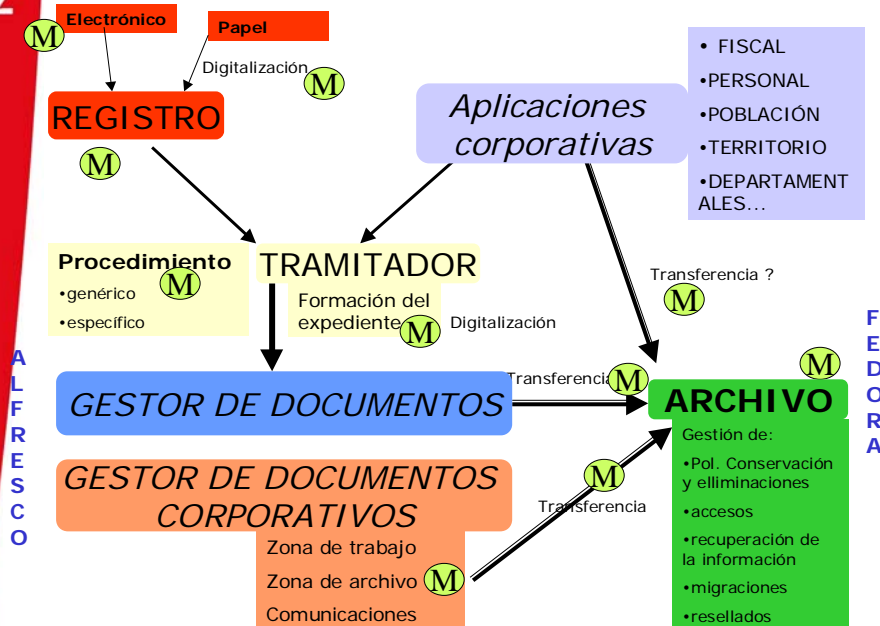 Electrónico
M
Papel
Digitalización
M
REGISTRO
M
Aplicaciones
corporativas
• FISCAL
•PERSONAL
•POBLACIÓN
•TERRITORIO
•DEPARTAMENT
ALES...
Procedimiento
M
•genérico
•específico
TRAMITADOR
Formación del
expediente
M
Digitalización
Transferencia ?
M
A
L
F
R
E
S
C
O
GESTOR DE DOCUMENTOS
Transferencia
M
M
ARCHIVO
Gestión de:
•Pol. Conservación
y elliminaciones
•accesos
•recuperación de
la información
•migraciones
•resellados
F
E
D
O
R
A
GESTOR DE DOCUMENTOS
CORPORATIVOS
Zona de trabajo
Zona de archivo
M
Comunicaciones
M
Transferencia